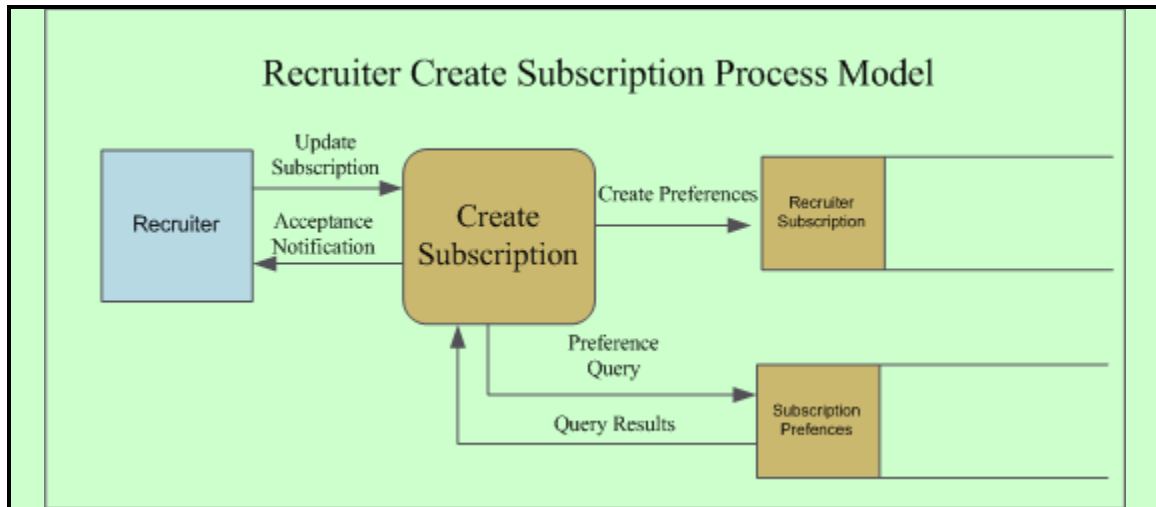 Recruiter Create Subscription Process Model
Update
Subscription
Recruiter
Acceptance
Notification
Create
Subscription
Create Preferences
Recruiter
Subscription
Preference
Query
Query Results
Subscription
Prefences